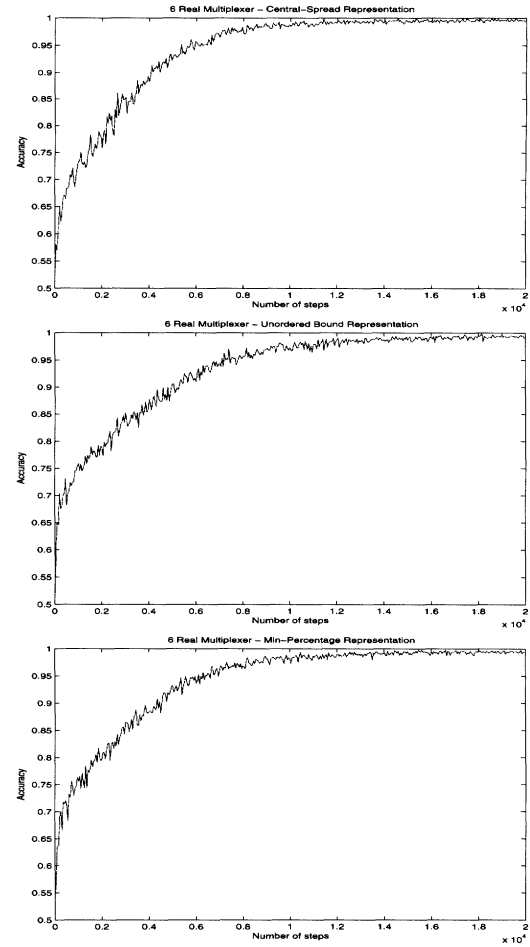 6 Real Multiplexer – Central–Spread Representation
1
0.95
0.9
0.85
0.8
0.75
0.7
0.65
0.6
0.55
0.5
Accuracy
0 0.2 0.4 0.6 0.8 1 1.2 1.4 1.6 1.8 2
Number of steps
x 10⁴
6 Real Multiplexer – Unordered Bound Representation
1
0.95
0.9
0.85
0.8
0.75
0.7
0.65
0.6
0.55
0.5
Accuracy
0 0.2 0.4 0.6 0.8 1 1.2 1.4 1.6 1.8 2
Number of steps
x 10⁴
6 Real Multiplexer – Min–Percentage Representation
1
0.95
0.9
0.85
0.8
0.75
0.7
0.65
0.6
0.55
0.5
Accuracy
0 0.2 0.4 0.6 0.8 1 1.2 1.4 1.6 1.8 2
Number of steps
x 10⁴